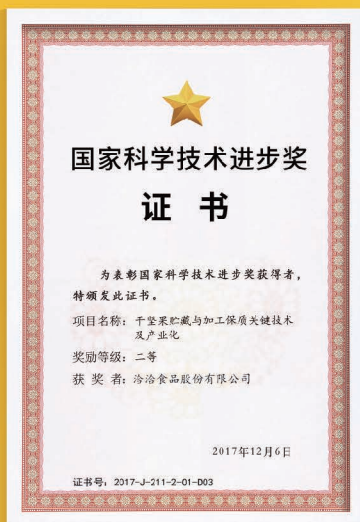 国家科学技术进步奖
证 书
为表彰国家科学技术进步奖获得者，
特颁发此证书。
项目名称：干坚果贮藏与加工保质关键技术
及产业化
奖励等级：二等
获 奖 者：洽洽食品股份有限公司
2017年12月6日
证书号：2017-J-211-2-01-D03